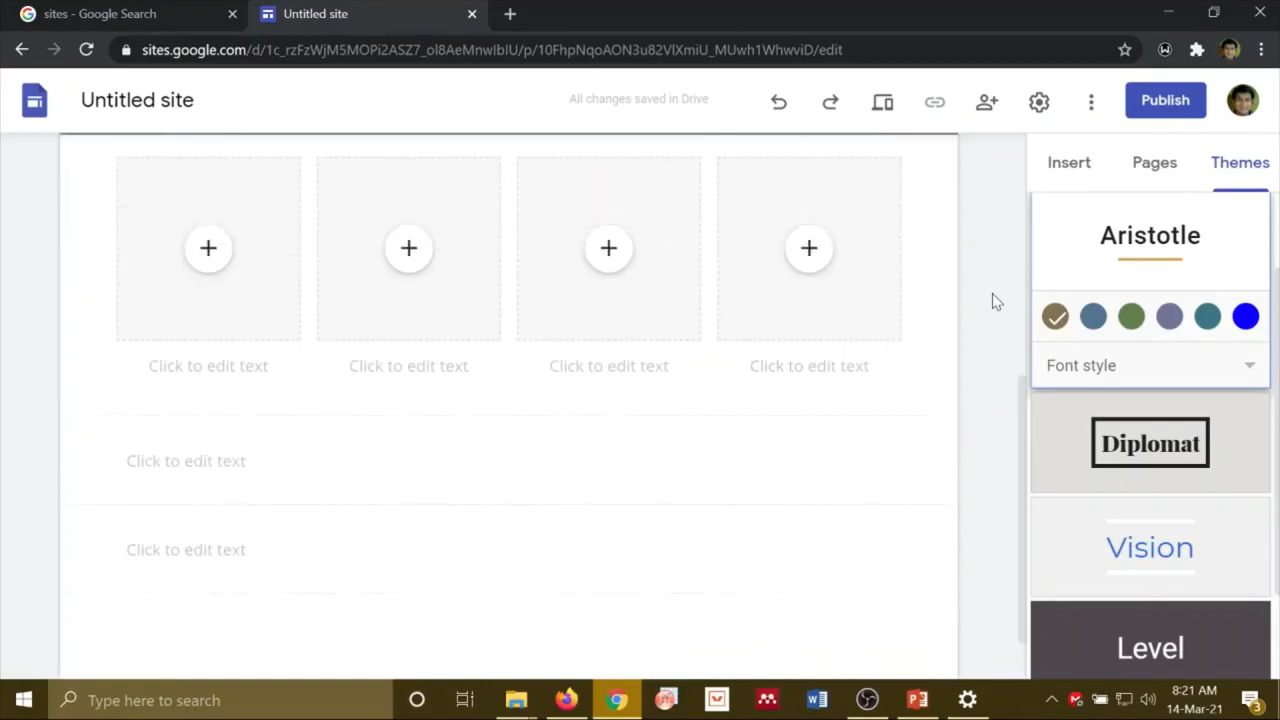 sites - Google Search
Untitled site
sites.google.com/d/1c_rzFzWjM5MOPi2ASZ7_ol8AeMnwIbIU/p/10FhpNqoAON3u82VlXmiU_MUwh1WhwviD/edit
Untitled site
All changes saved in Drive
Publish
Insert
Pages
Themes
Aristotle
Font style
Diplomat
Vision
Level
Click to edit text
Click to edit text
Click to edit text
Click to edit text
Click to edit text
Click to edit text
Type here to search
8:21 AM
14-Mar-21
3